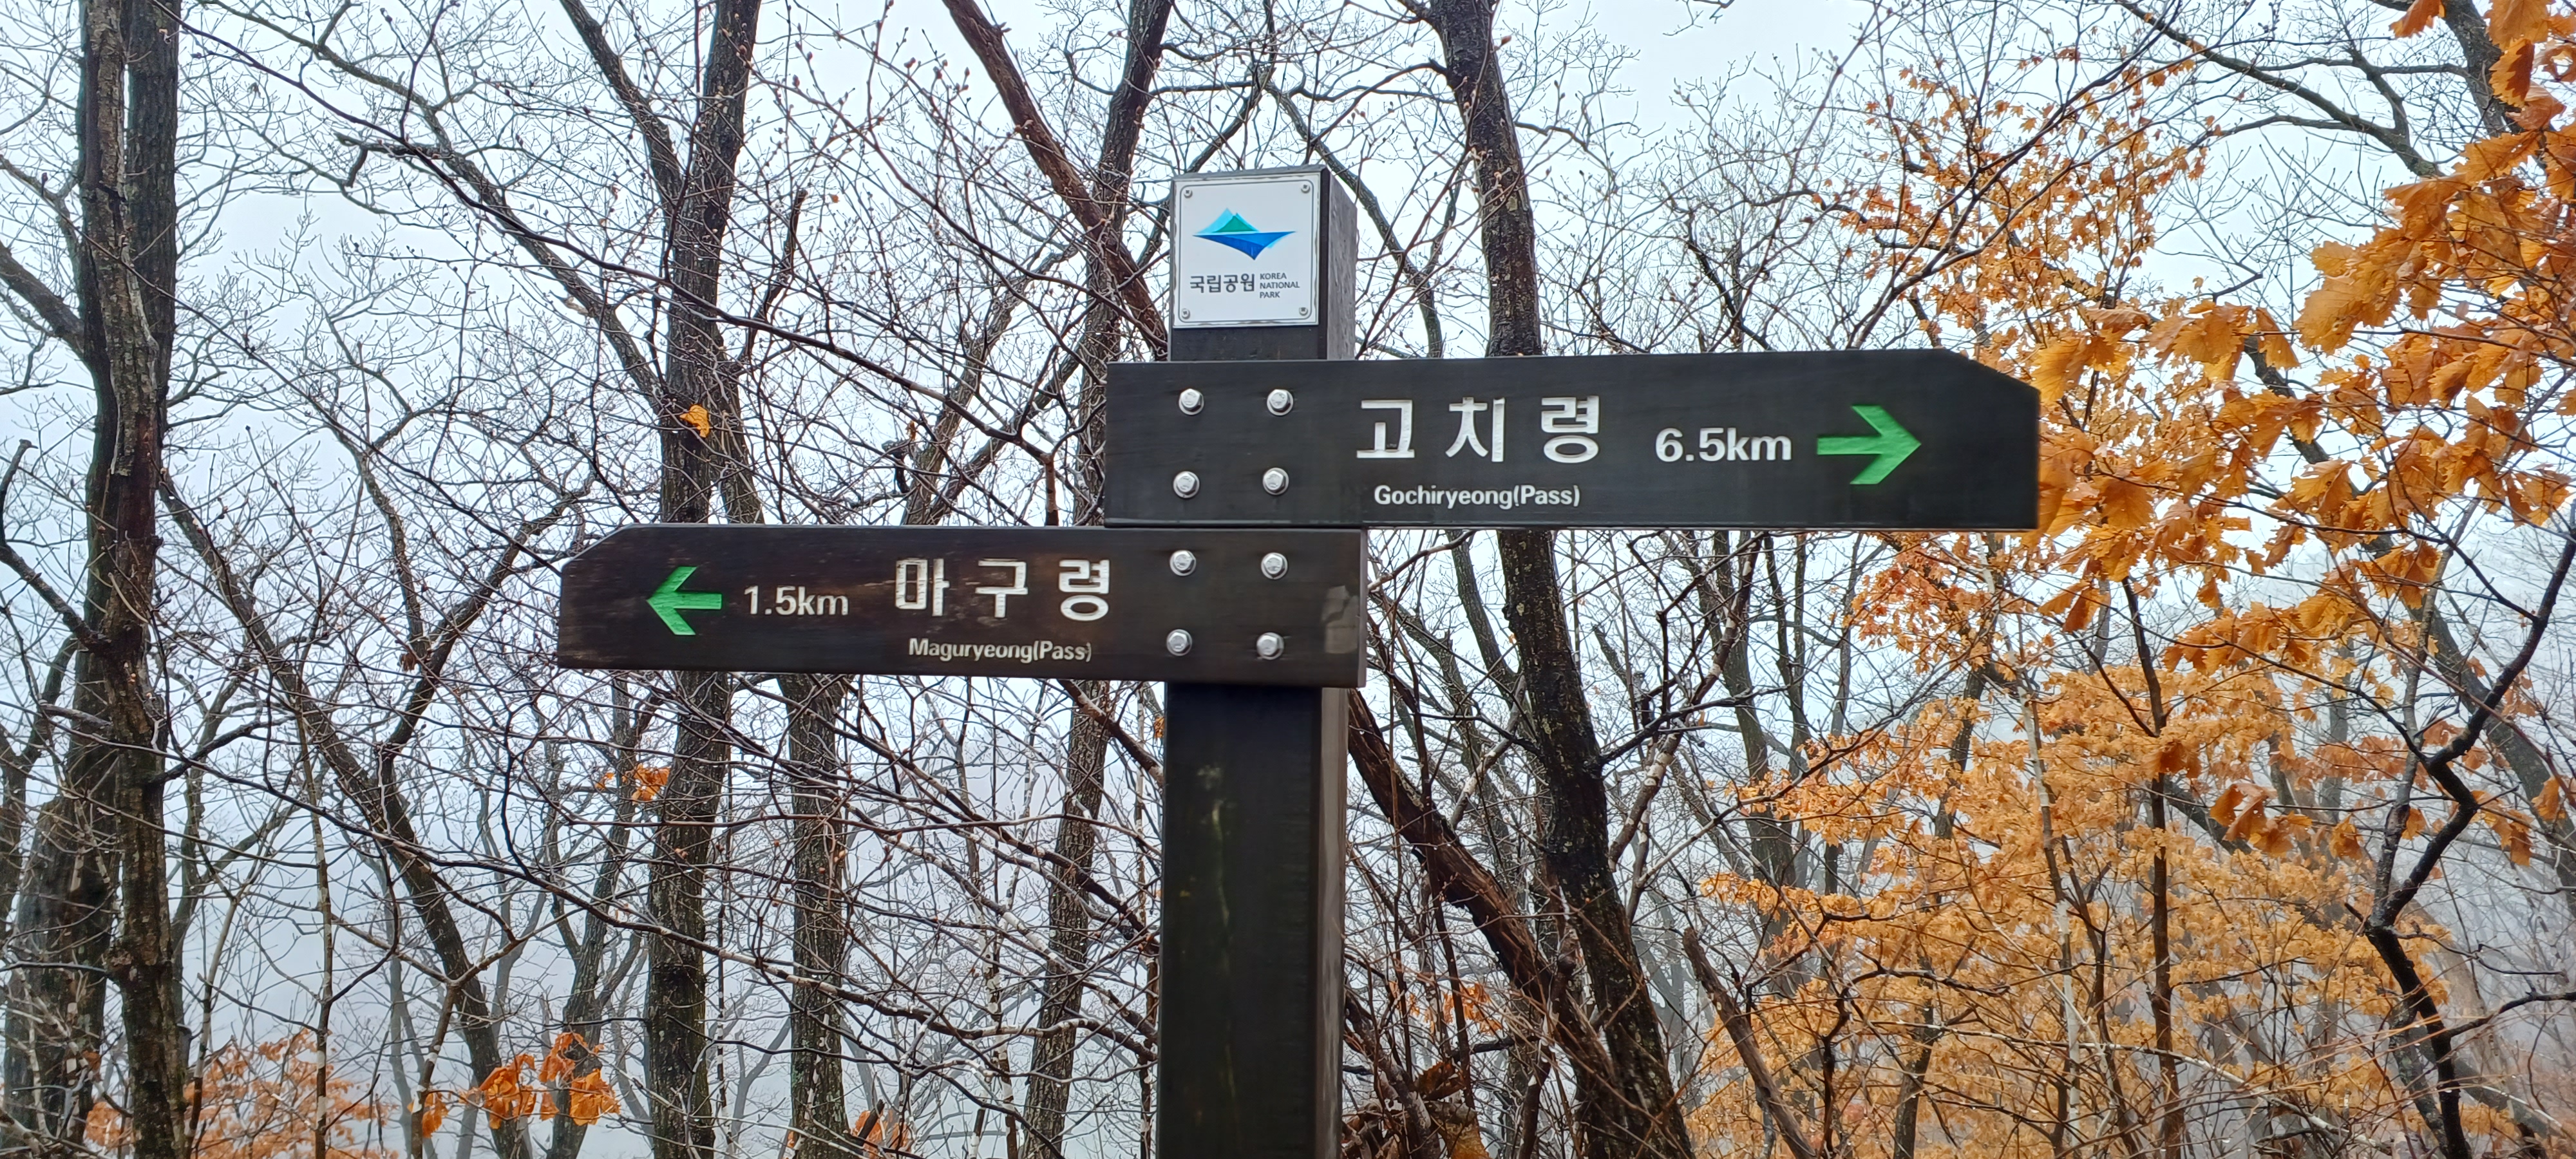 국립공원 KOREA
NATIONAL
PARK
고치령 6.5km
Gochiryeong(Pass)
1.5km 마구령
Maguryeong(Pass)